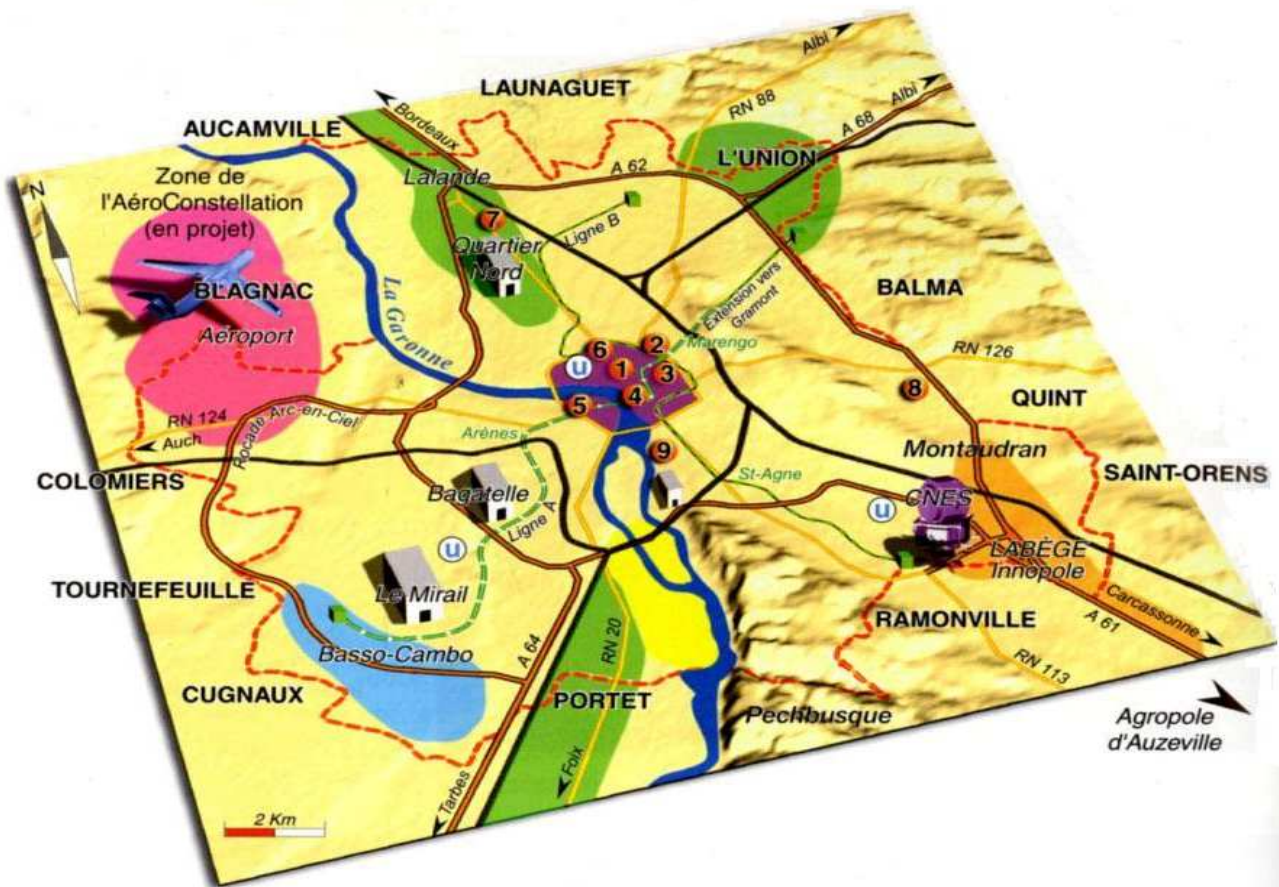 LAUNAGUET
Albi
RN 88
Albi
A 68
Bordeaux
AUCAMVILLE
L'UNION
A 62
N
Zone de
l'AéroConstellation
(en projet)
Lalande
7
Ligne B
Quartier
Nord
BLAGNAC
Aéroport
La Garonne
BALMA
Extension vers
Gramont
Marengo
RN 126
6
2
u
1
3
5
4
8
QUINT
RN 124
Auch
Rocade Arc-en-Ciel
Arènes
9
Montaudran
SAINT-ORENS
COLOMIERS
St-Agne
CNES
Bagatelle
Ligne A
u
u
LABÈGE
Innopole
TOURNEFEUILLE
Le Mirail
Carcassonne
A 61
RAMONVILLE
Basso-Cambo
A 64
RN 20
RN 113
CUGNAUX
PORTET
Pechbusque
Agropole
d'Auzeville
Foix
Tarbes
2 Km